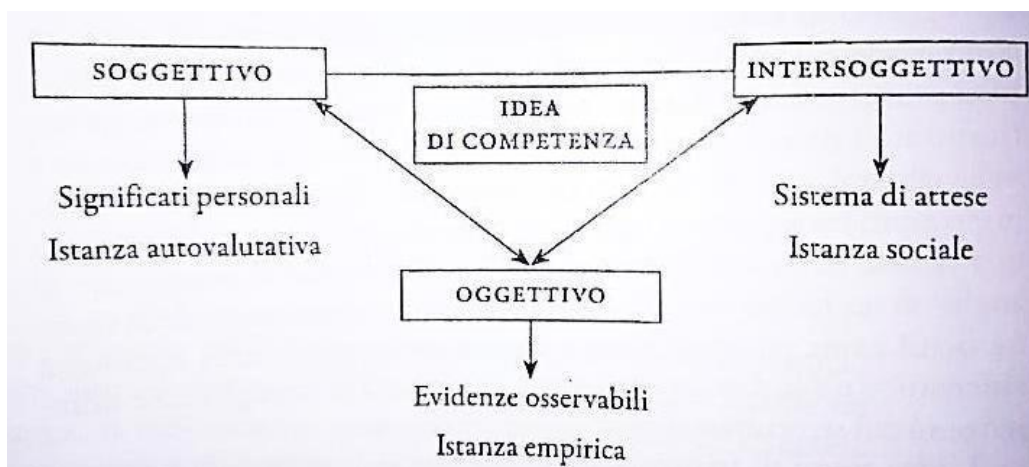 SOGGETTIVO
INTERSOGGETTIVO
IDEA
DI COMPETENZA
Significati personali
Istanza autovalutativa
Sistema di attese
Istanza sociale
OGGETTIVO
Evidenze osservabili
Istanza empirica